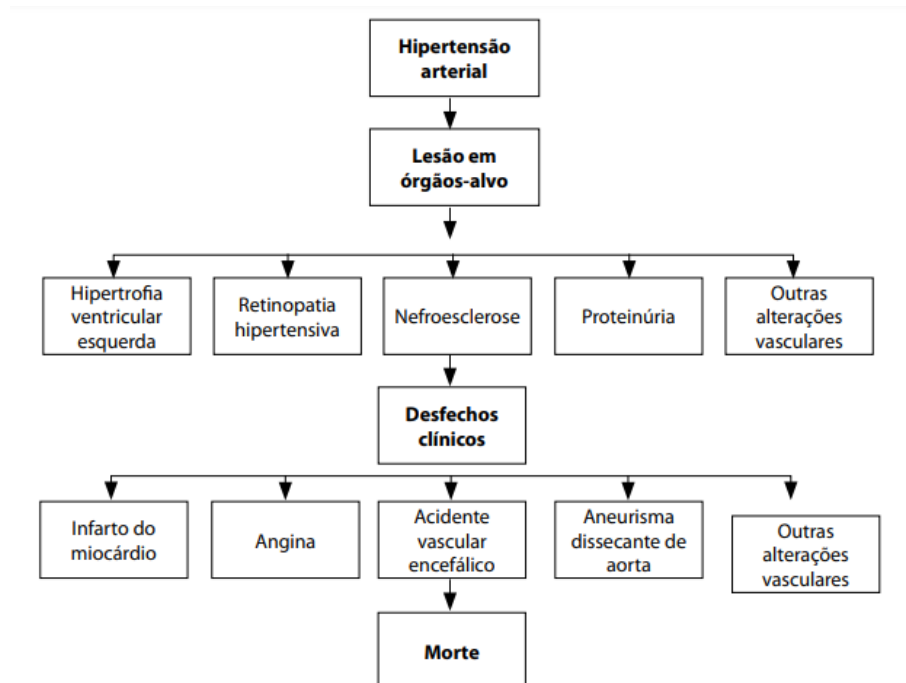 Hipertensão
arterial
Lesão em
órgãos-alvo
Hipertrofia
ventricular
esquerda
Retinopatia
hipertensiva
Nefroesclerose
Proteinúria
Outras
alterações
vasculares
Desfechos
clínicos
Infarto do
miocárdio
Angina
Acidente
vascular
encefálico
Aneurisma
dissecante de
aorta
Outras
alterações
vasculares
Morte